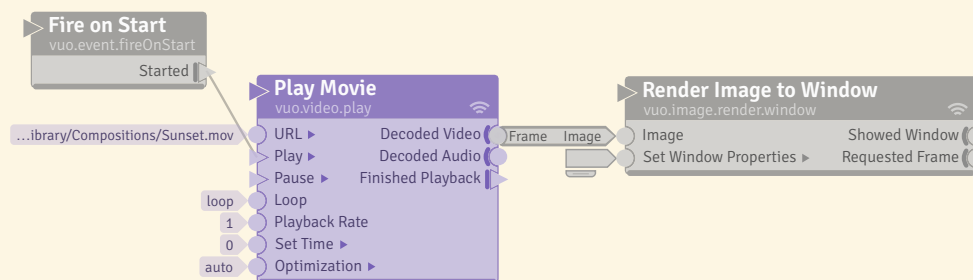 Fire on Start
vuo.event.fireOnStart
Started
Play Movie
vuo.video.play
...ibrary/Compositions/Sunset.mov
URL
Decoded Video
Play
Decoded Audio
Pause
Finished Playback
loop
Loop
1
Playback Rate
0
Set Time
auto
Optimization
Frame
Image
Render Image to Window
vuo.image.render.window
Image
Showed Window
Set Window Properties
Requested Frame